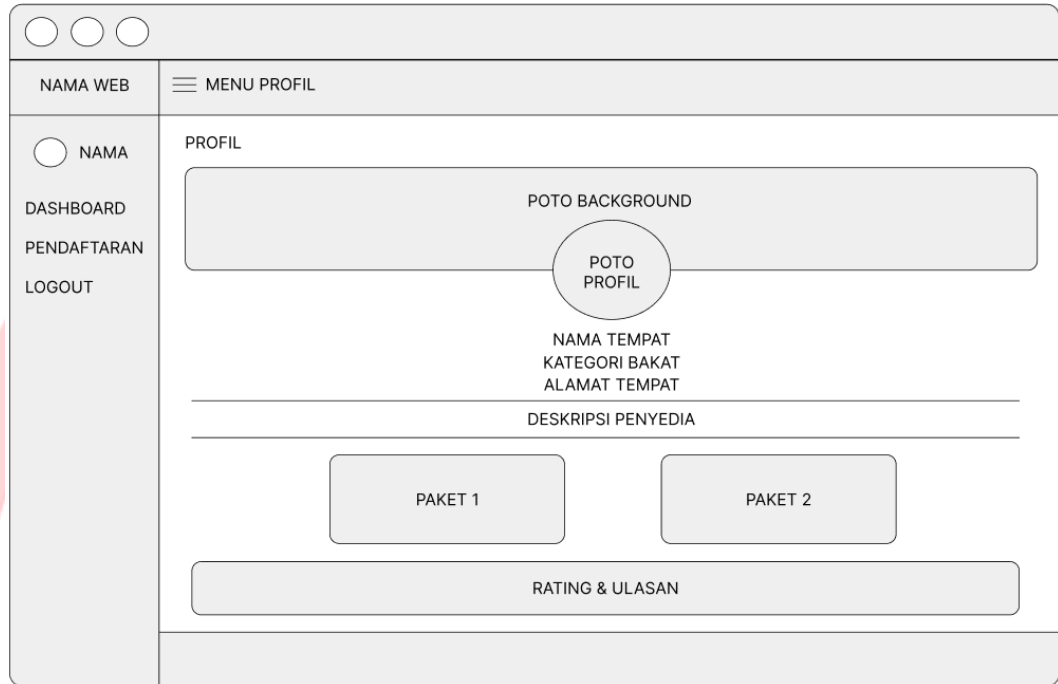 NAMA WEB
MENU PROFIL
NAMA
DASHBOARD
PENDAFTARAN
LOGOUT
PROFIL
POTO BACKGROUND
POTO
PROFIL
NAMA TEMPAT
KATEGORI BAKAT
ALAMAT TEMPAT
DESKRIPSI PENYEDIA
PAKET 1
PAKET 2
RATING & ULASAN